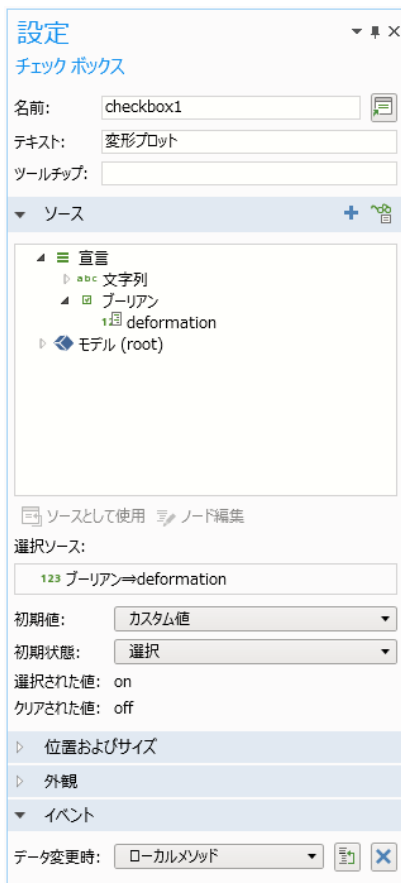 設定
チェック ボックス
名前: checkbox1
テキスト: 変形プロット
ツールチップ:
ソース
宣言
abc 文字列
ブーリアン
deformation
モデル (root)
ソースとして使用 ノード編集
選択ソース:
123 ブーリアン⇒deformation
初期値: カスタム値
初期状態: 選択
選択された値: on
クリアされた値: off
位置およびサイズ
外観
イベント
データ変更時: ローカルメソッド